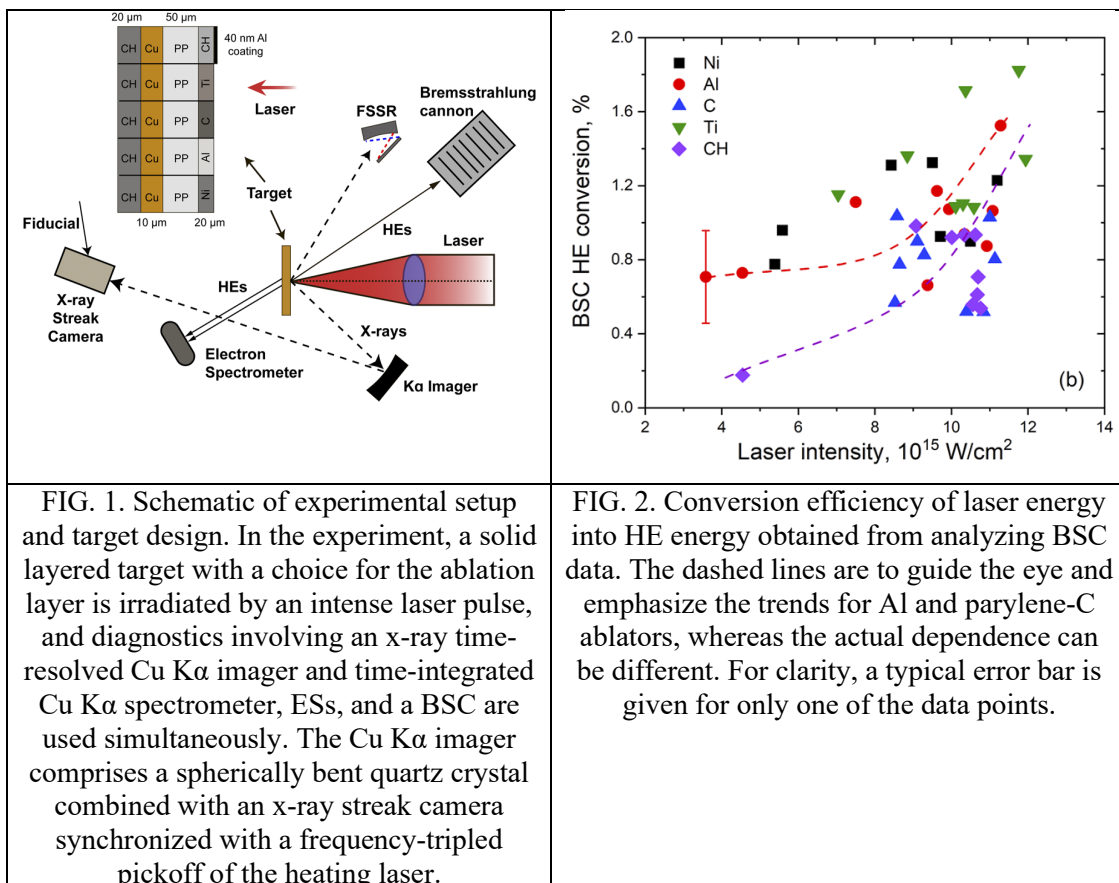 20 μm 50 μm
CH Cu PP CH
40 nm Al
coating
CH Cu PP Ti
CH Cu PP C
CH Cu PP Al
CH Cu PP Ni
10 μm 20 μm
Laser
Target
FSSR
Bremsstrahlung
cannon
HEs
Laser
Fiducial
X-ray
Streak
Camera
HEs
Electron
Spectrometer
X-rays
Kα Imager
BSC HE conversion, %
2.0
1.6
1.2
0.8
0.4
0.0
Ni
Al
C
Ti
CH
(b)
2 4 6 8 10 12 14
Laser intensity, 10¹⁵ W/cm²
FIG. 1. Schematic of experimental setup
and target design. In the experiment, a solid
layered target with a choice for the ablation
layer is irradiated by an intense laser pulse,
and diagnostics involving an x-ray time-
resolved Cu Kα imager and time-integrated
Cu Kα spectrometer, ESs, and a BSC are
used simultaneously. The Cu Kα imager
comprises a spherically bent quartz crystal
combined with an x-ray streak camera
synchronized with a frequency-tripled
pickoff of the heating laser.
FIG. 2. Conversion efficiency of laser energy
into HE energy obtained from analyzing BSC
data. The dashed lines are to guide the eye and
emphasize the trends for Al and parylene-C
ablators, whereas the actual dependence can
be different. For clarity, a typical error bar is
given for only one of the data points.